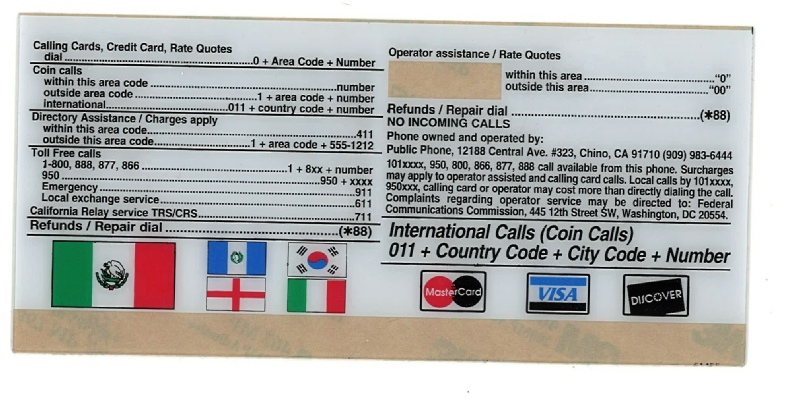 Calling Cards, Credit Card, Rate Quotes
dial ..................................................0 + Area Code + Number
Coin calls
within this area code ..................................................number
outside area code ...............................1 + area code + number
International...............................011 + country code + number
Directory Assistance / Charges apply
within this area code......................................................411
outside this area code..........................1 + area code + 555-1212
Toll Free calls
1-800, 888, 877, 866 ....................................1 + 8xx + number
950 ..................................................................950 + xxxx
Emergency...................................................................911
Local exchange service.................................................611
California Relay service TRS/CRS....................................711
Refunds / Repair dial ....................................(✱88)
Operator assistance / Rate Quotes
within this area ................................."0"
outside this area................................"00"
Refunds / Repair dial ........................................(✱88)
NO INCOMING CALLS
Phone owned and operated by:
Public Phone, 12188 Central Ave. #323, Chino, CA 91710 (909) 983-6444
101xxxx, 950, 800, 866, 877, 888 call available from this phone. Surcharges
may apply to operator assisted and calling card calls. Local calls by 101xxxx,
950xxx, calling card or operator may cost more than directly dialing the call.
Complaints regarding operator service may be directed to: Federal
Communications Commission, 445 12th Street SW, Washington, DC 20554.
International Calls (Coin Calls)
011 + Country Code + City Code + Number
MasterCard
VISA
DISCOVER